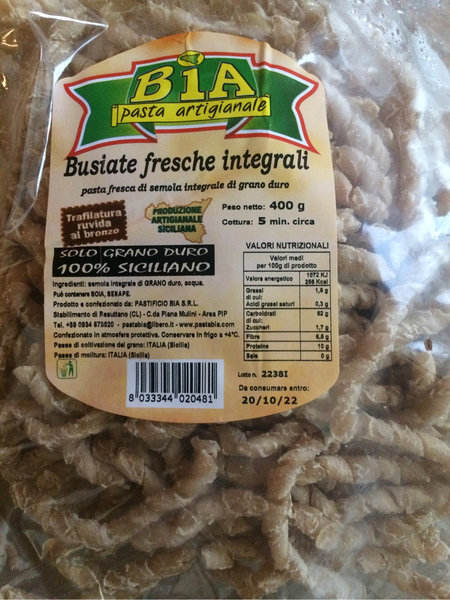 BiA
pasta artigianale
Busiate fresche integrali
pasta fresca di semola integrale di grano duro
Trafilatura
ruvida
al bronzo
PRODUZIONE
ARTIGIANALE
SICILIANA
Peso netto: 400 g
Cottura: 5 min. circa
SOLO GRANO DURO
100% SICILIANO
Ingredienti: semola integrale di GRANO duro, acqua.
Può contenere SOIA, SENAPE.
Prodotto e confezionato da: PASTIFICIO BIA S.R.L.
Stabilimento di Resuttano (CL) - C.da Piana Mulini - Area PIP
Tel. +39 0934 673520 - pastabia@libero.it - www.pastabia.com
Confezionato in atmosfera protettiva. Conservare in frigo a +4°C.
Paese di coltivazione del grano: ITALIA (Sicilia)
Paese di molitura: ITALIA (Sicilia)
VALORI NUTRIZIONALI
Valori medi
per 100g di prodotto
Valore energetico 1072 KJ
256 Kcal
Grassi 1,6 g
di cui:
Acidi grassi saturi 0,3 g
Carboidrati 52 g
di cui:
Zuccheri 1,7 g
Fibre 6,8 g
Proteine 10 g
Sale 0 g
Lotto n. 2238I
Da consumare entro:
20/10/22
8 033344 020481